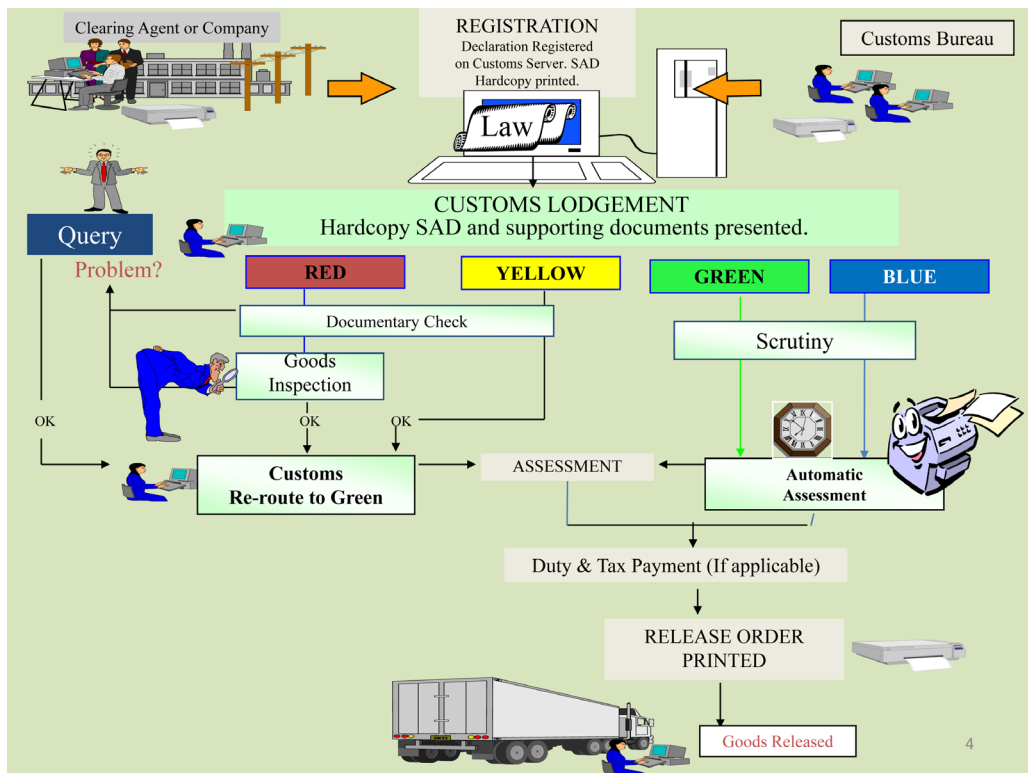 Clearing Agent or Company
REGISTRATION
Declaration Registered
on Customs Server. SAD
Hardcopy printed.
Customs Bureau
Law
CUSTOMS LODGEMENT
Hardcopy SAD and supporting documents presented.
Query
Problem?
RED
YELLOW
GREEN
BLUE
Documentary Check
Scrutiny
Goods
Inspection
OK
OK
OK
Customs
Re-route to Green
ASSESSMENT
Automatic
Assessment
Duty & Tax Payment (If applicable)
RELEASE ORDER
PRINTED
Goods Released
4